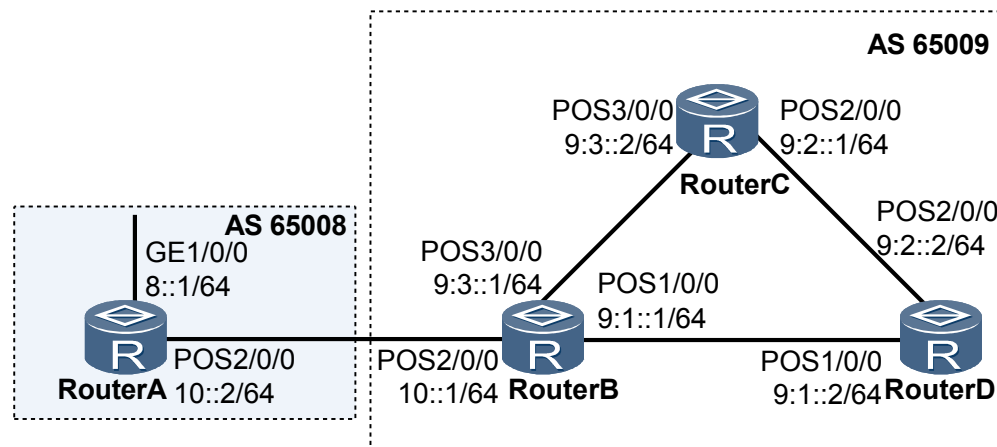 AS 65009
POS3/0/0
9:3::2/64
R
POS2/0/0
9:2::1/64
RouterC
AS 65008
GE1/0/0
8::1/64
POS2/0/0
9:2::2/64
POS3/0/0
9:3::1/64
POS1/0/0
9:1::1/64
R
RouterA
POS2/0/0
10::2/64
POS2/0/0
10::1/64
R
RouterB
POS1/0/0
9:1::2/64
R
RouterD